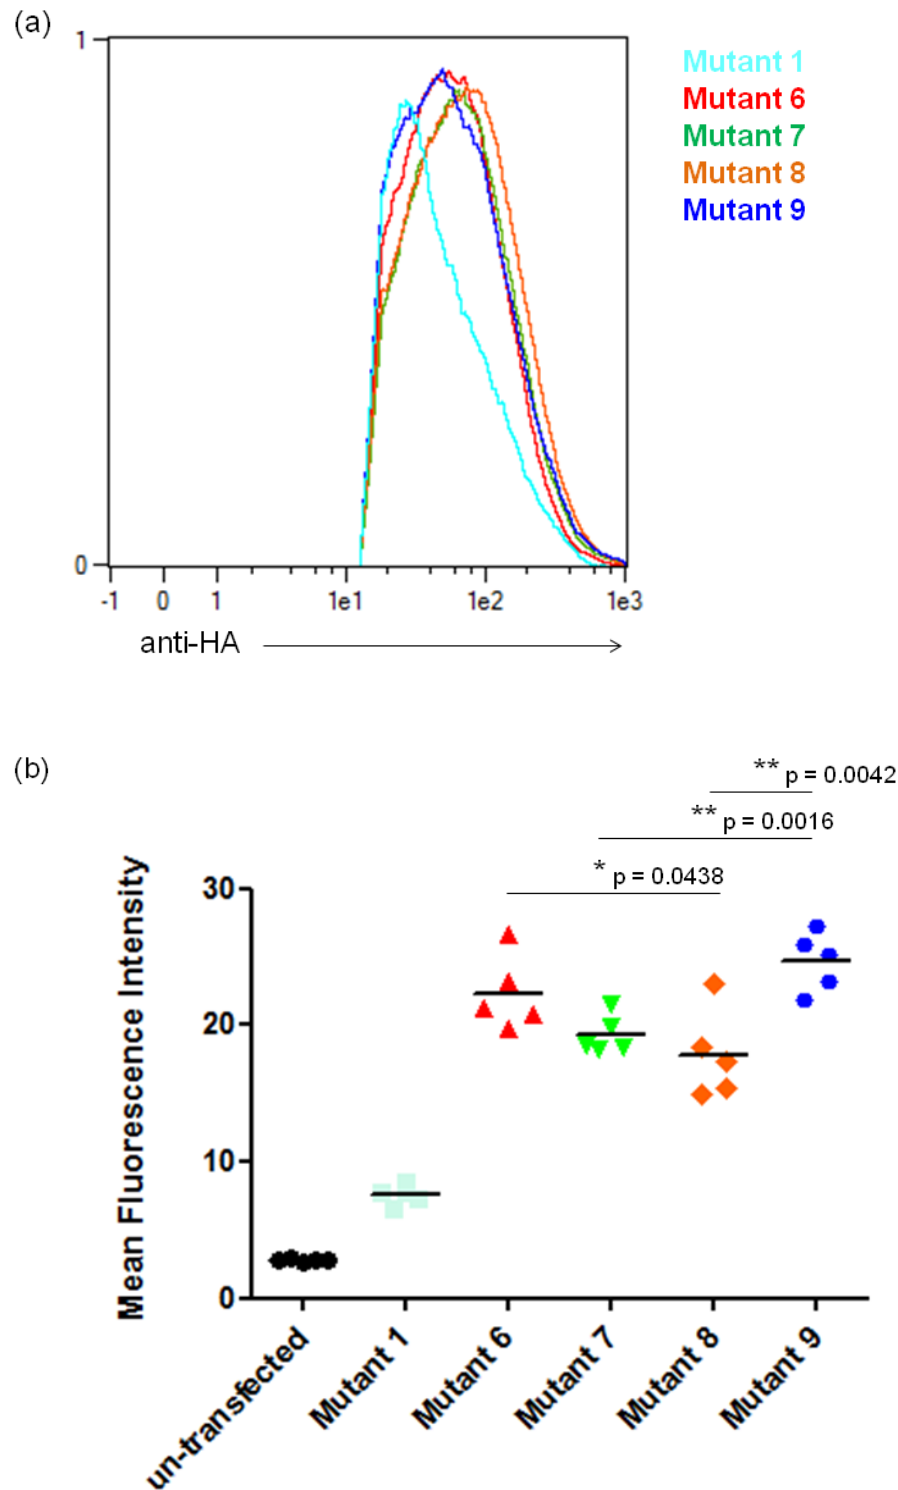 (a)
1
0
-1 0 1 1e1 1e2 1e3
anti-HA
Mutant 1
Mutant 6
Mutant 7
Mutant 8
Mutant 9
(b)
** p = 0.0042
** p = 0.0016
* p = 0.0438
Mean Fluorescence Intensity
30
20
10
0
un-transfected
Mutant 1
Mutant 6
Mutant 7
Mutant 8
Mutant 9